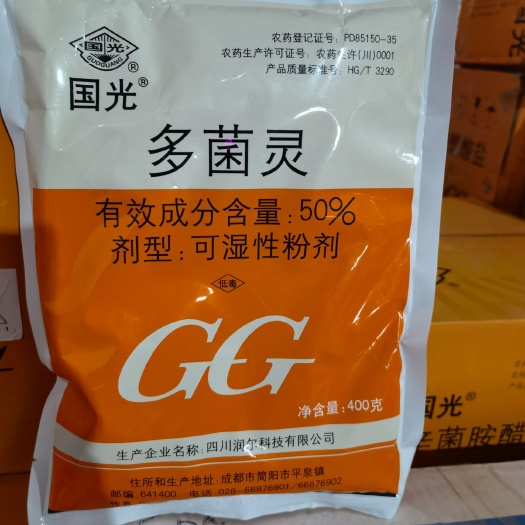 农药登记证号:PD85150-35
农药生产许可证号:农药生许(川)0001
产品质量标准号:HG/T 3290
国光
GUOGUANG
®
国光®
多菌灵
有效成分含量:50%
剂型:可湿性粉剂
低毒
GG
净含量:400克
生产企业名称:四川润尔科技有限公司
住所和生产地址:成都市简阳市平泉镇
邮编:641400 电话:028-66876901/66876902
国光®
辛菌胺醋